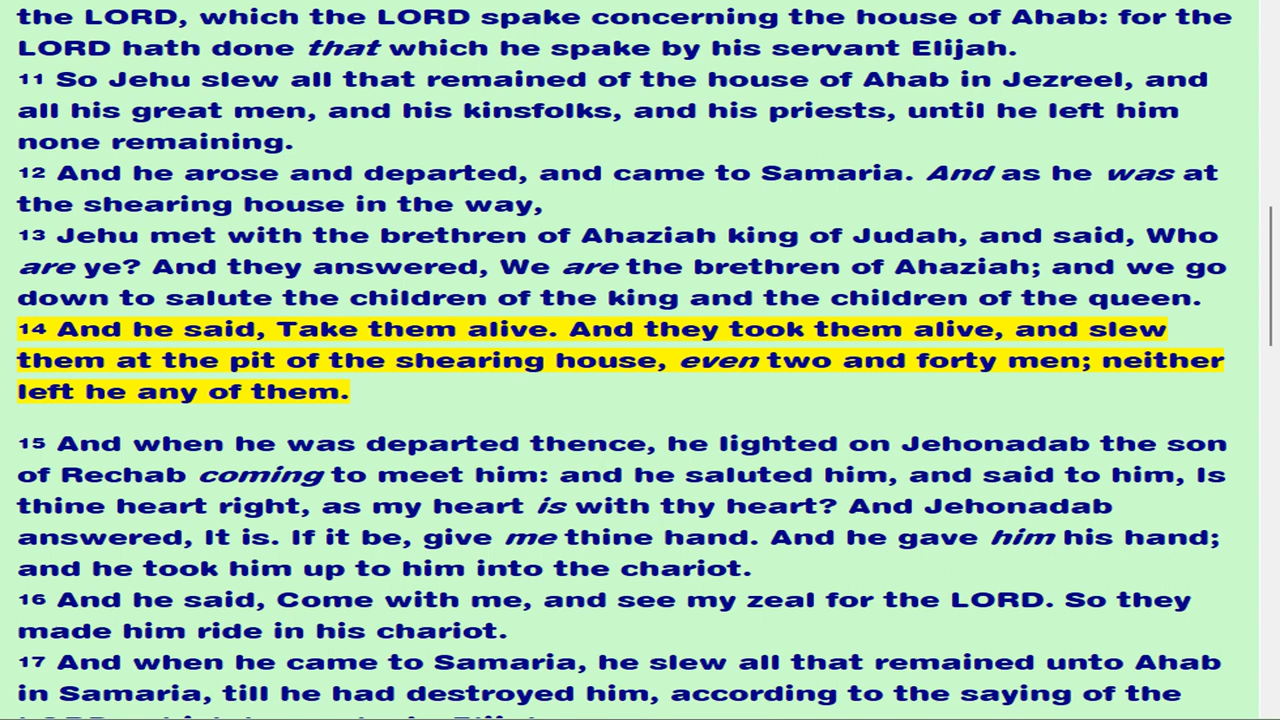 the LORD, which the LORD spake concerning the house of Ahab: for the
LORD hath done that which he spake by his servant Elijah.
11 So Jehu slew all that remained of the house of Ahab in Jezreel, and
all his great men, and his kinsfolks, and his priests, until he left him
none remaining.
12 And he arose and departed, and came to Samaria. And as he was at
the shearing house in the way,
13 Jehu met with the brethren of Ahaziah king of Judah, and said, Who
are ye? And they answered, We are the brethren of Ahaziah; and we go
down to salute the children of the king and the children of the queen.
14 And he said, Take them alive. And they took them alive, and slew
them at the pit of the shearing house, even two and forty men; neither
left he any of them.
15 And when he was departed thence, he lighted on Jehonadab the son
of Rechab coming to meet him: and he saluted him, and said to him, Is
thine heart right, as my heart is with thy heart? And Jehonadab
answered, It is. If it be, give me thine hand. And he gave him his hand;
and he took him up to him into the chariot.
16 And he said, Come with me, and see my zeal for the LORD. So they
made him ride in his chariot.
17 And when he came to Samaria, he slew all that remained unto Ahab
in Samaria, till he had destroyed him, according to the saying of the